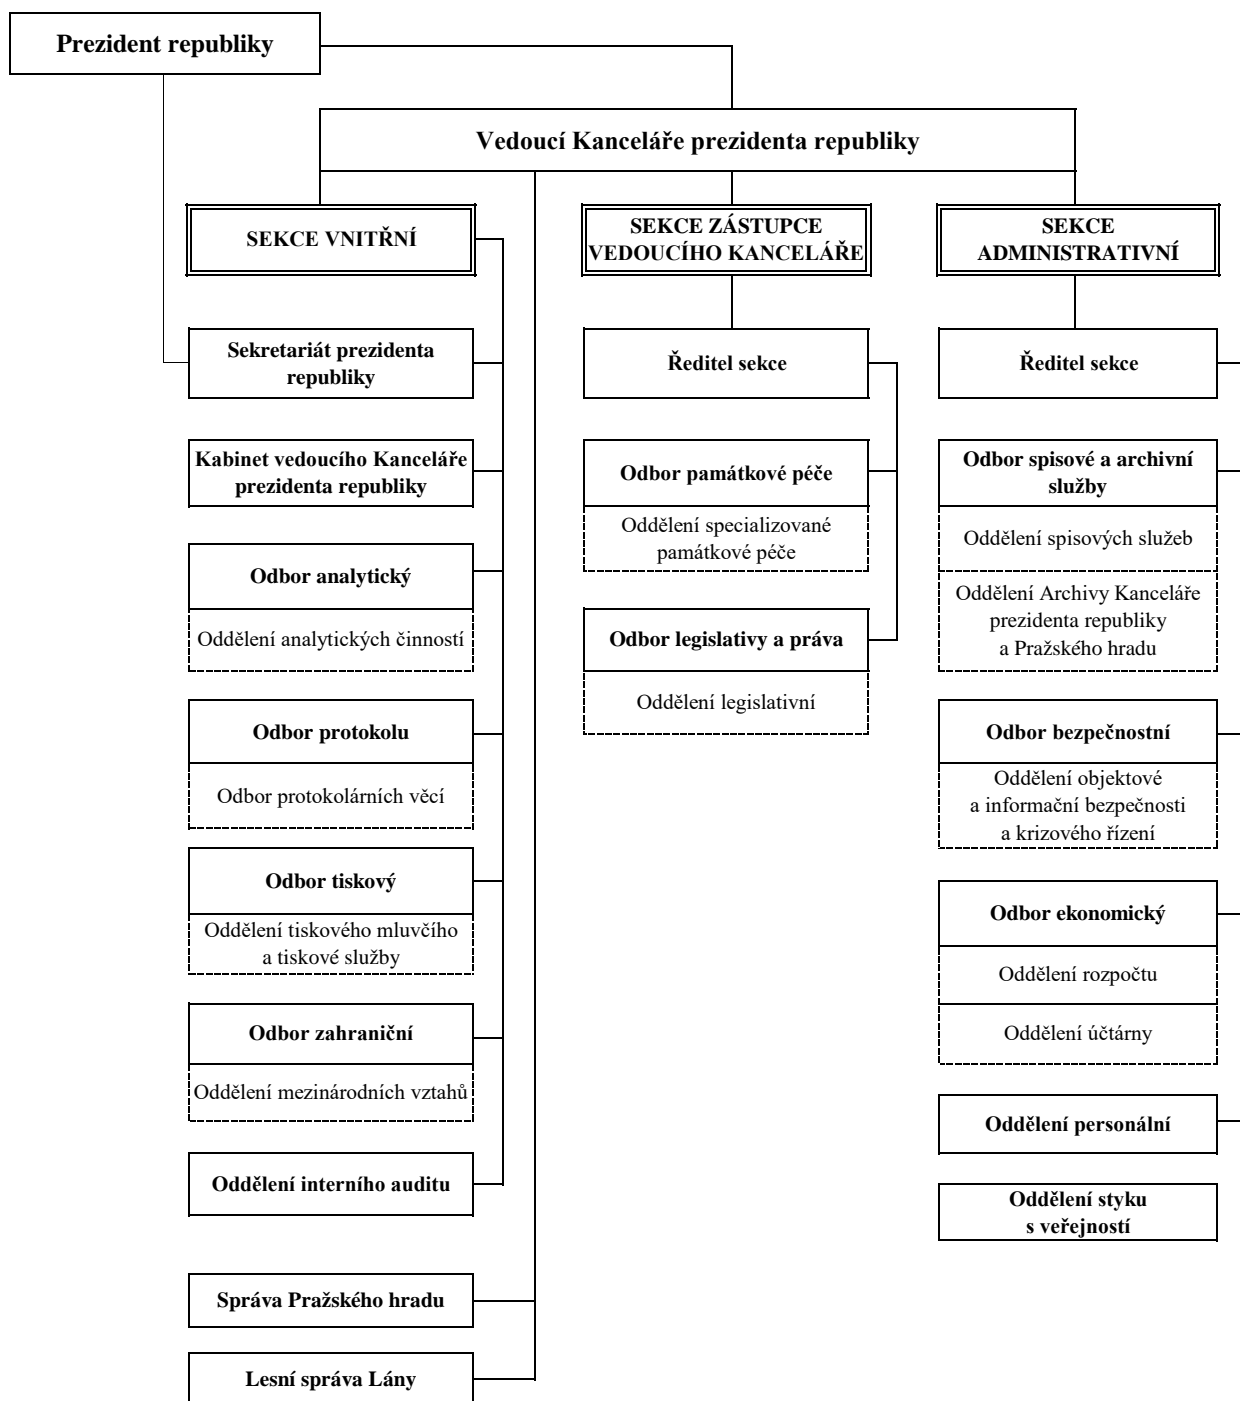 Prezident republiky
Vedoucí Kanceláře prezidenta republiky
SEKCE VNITŘNÍ
Sekretariát prezidenta
republiky
Kabinet vedoucího Kanceláře
prezidenta republiky
Odbor analytický
Oddělení analytických činností
Odbor protokolu
Odbor protokolárních věcí
Odbor tiskový
Oddělení tiskového mluvčího
a tiskové služby
Odbor zahraniční
Oddělení mezinárodních vztahů
Oddělení interního auditu
Správa Pražského hradu
Lesní správa Lány
SEKCE ZÁSTUPCE
VEDOUCÍHO KANCELÁŘE
Ředitel sekce
Odbor památkové péče
Oddělení specializované
památkové péče
Odbor legislativy a práva
Oddělení legislativní
SEKCE
ADMINISTRATIVNÍ
Ředitel sekce
Odbor spisové a archivní
služby
Oddělení spisových služeb
Oddělení Archivy Kanceláře
prezidenta republiky
a Pražského hradu
Odbor bezpečnostní
Oddělení objektové
a informační bezpečnosti
a krizového řízení
Odbor ekonomický
Oddělení rozpočtu
Oddělení účtárny
Oddělení personální
Oddělení styku
s veřejností